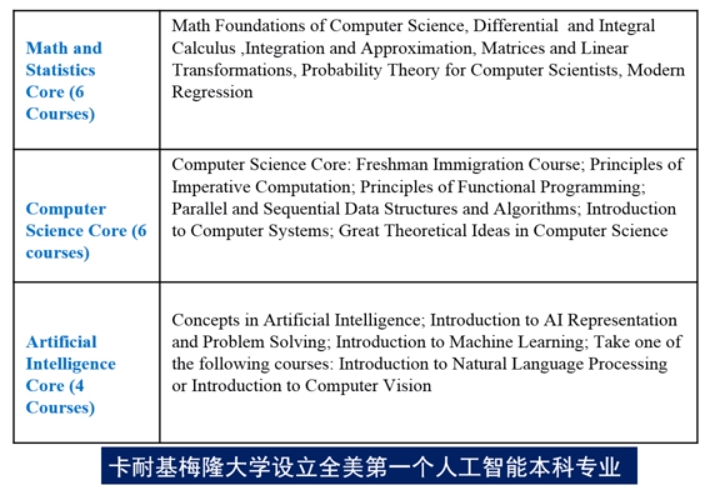 Math and
Statistics
Core (6
Courses)
Math Foundations of Computer Science, Differential and Integral
Calculus ,Integration and Approximation, Matrices and Linear
Transformations, Probability Theory for Computer Scientists, Modern
Regression
Computer
Science Core (6
courses)
Computer Science Core: Freshman Immigration Course; Principles of
Imperative Computation; Principles of Functional Programming;
Parallel and Sequential Data Structures and Algorithms; Introduction
to Computer Systems; Great Theoretical Ideas in Computer Science
Artificial
Intelligence
Core (4
Courses)
Concepts in Artificial Intelligence; Introduction to AI Representation
and Problem Solving; Introduction to Machine Learning; Take one of
the following courses: Introduction to Natural Language Processing
or Introduction to Computer Vision
卡耐基梅隆大学设立全美第一个人工智能本科专业